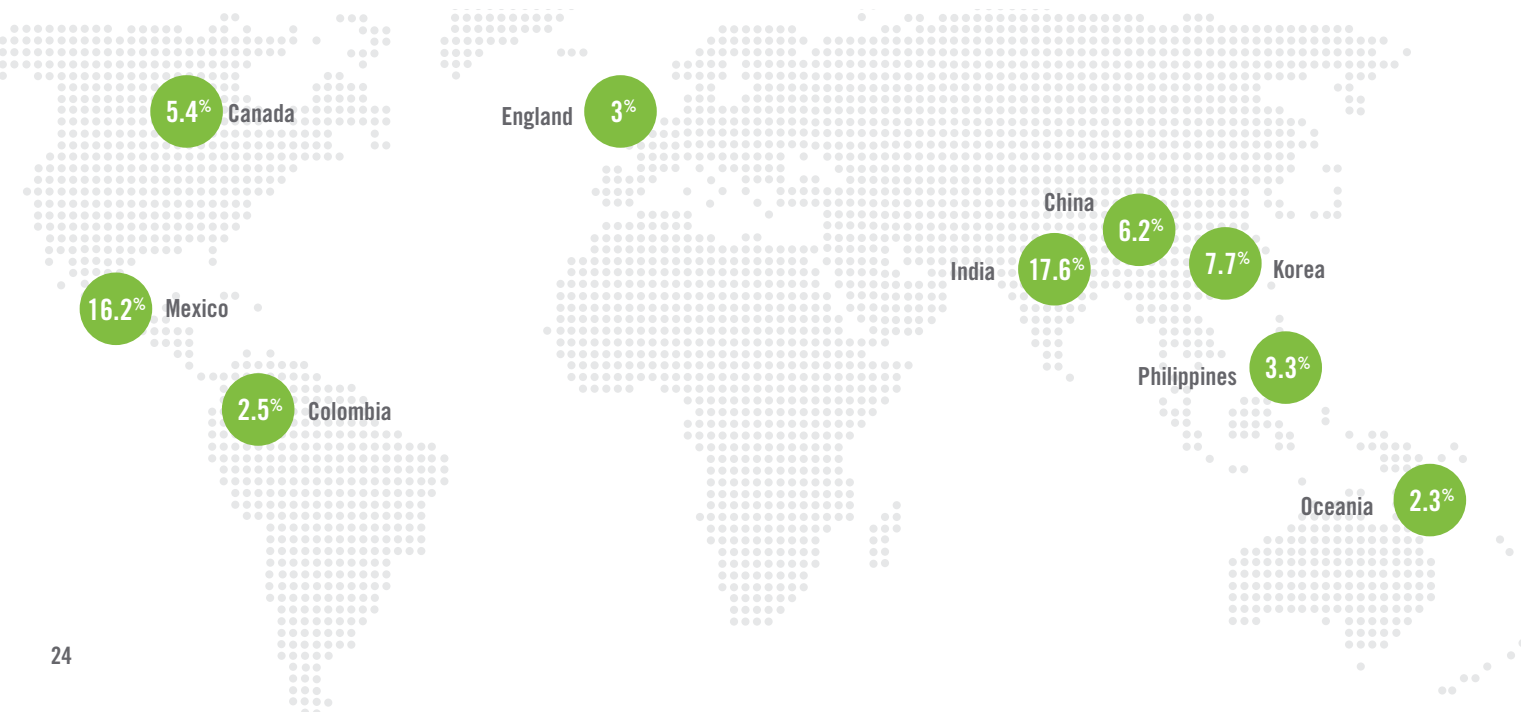 5.4% Canada
England 3%
China
6.2%
India 17.6%
7.7% Korea
16.2% Mexico
Philippines 3.3%
2.5% Colombia
Oceania 2.3%
24